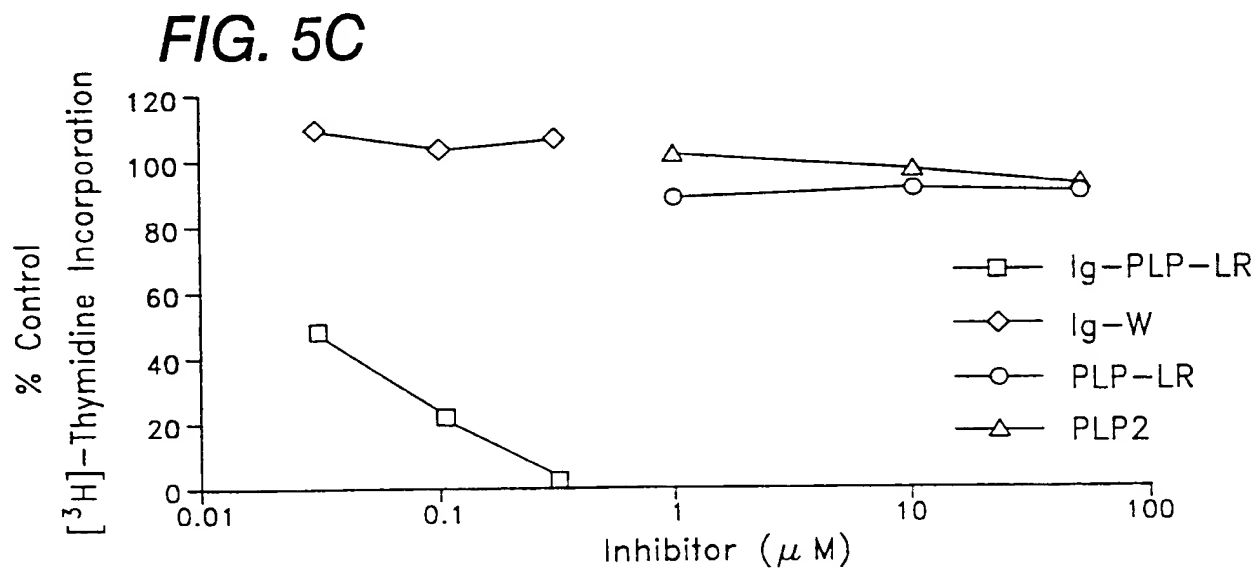 FIG. 5C
% Control
[³H]-Thymidine Incorporation
120
100
80
60
40
20
0
0.01
0.1
1
10
100
Inhibitor (μM)
Ig-PLP-LR
Ig-W
PLP-LR
PLP2